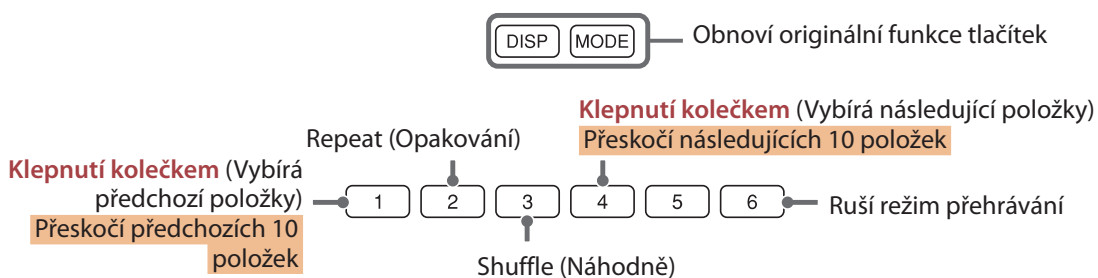 DISP MODE Obnoví originální funkce tlačítek
Klepnutí kolečkem (Vybírá následující položky)
Přeskočí následujících 10 položek
Repeat (Opakování)
Klepnutí kolečkem (Vybírá
předchozí položky)
Přeskočí předchozích 10
položek
1 2 3 4 5 6 Ruší režim přehrávání
Shuffle (Náhodně)